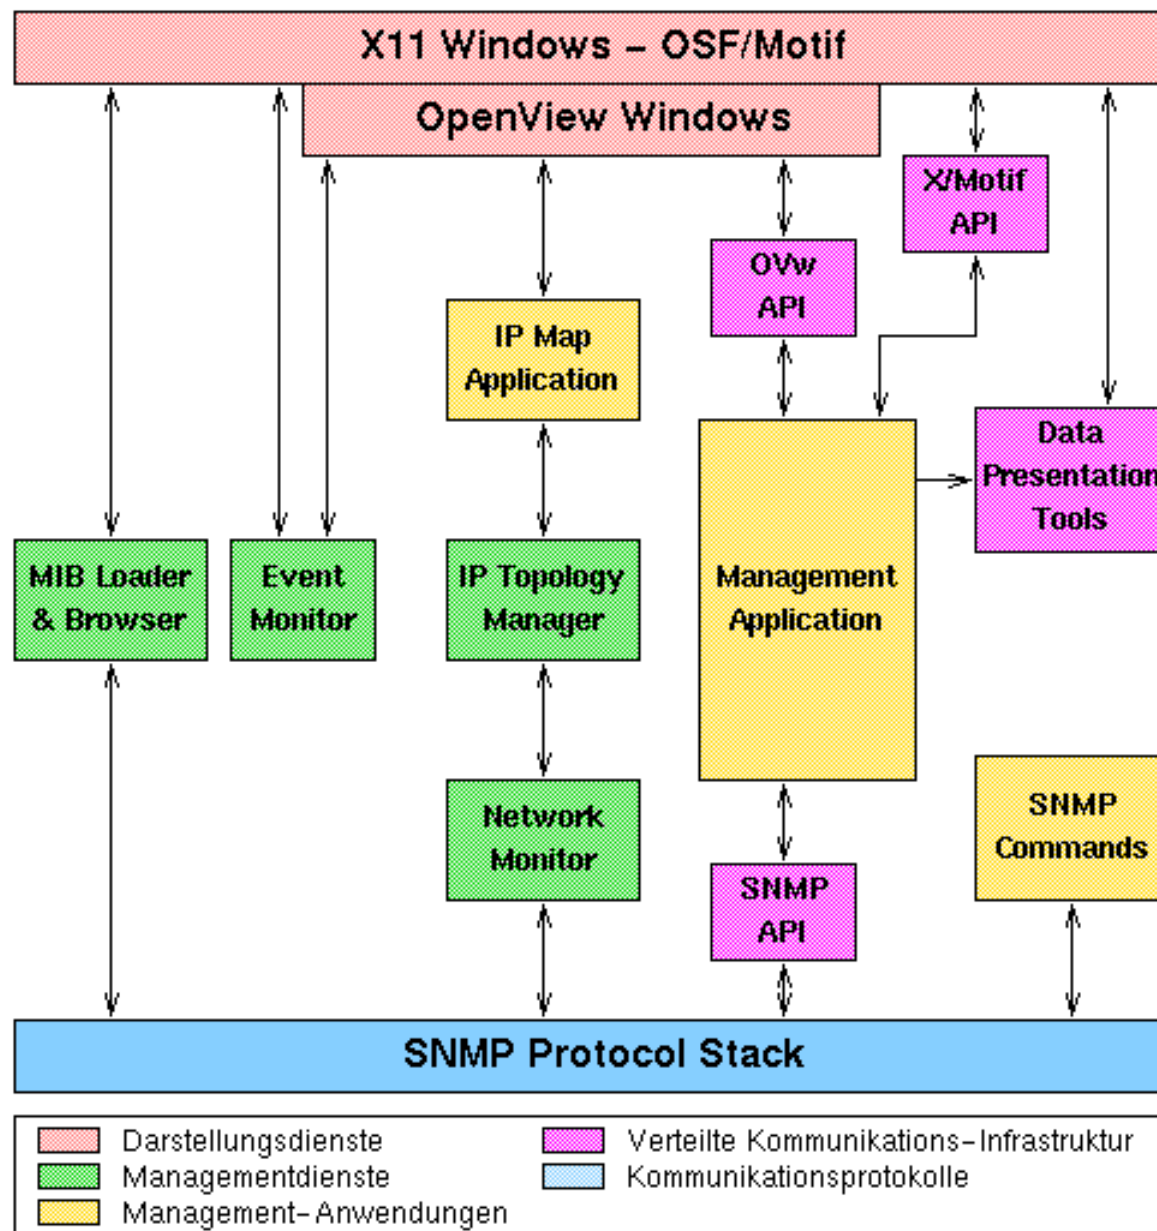 X11 Windows – OSF/Motif
OpenView Windows
X/Motif
API
OVw
API
IP Map
Application
Data
Presentation
Tools
MIB Loader
& Browser
Event
Monitor
IP Topology
Manager
Management
Application
Network
Monitor
SNMP
API
SNMP
Commands
SNMP Protocol Stack
Darstellungsdienste
Managementdienste
Management-Anwendungen
Verteilte Kommunikations-Infrastruktur
Kommunikationsprotokolle